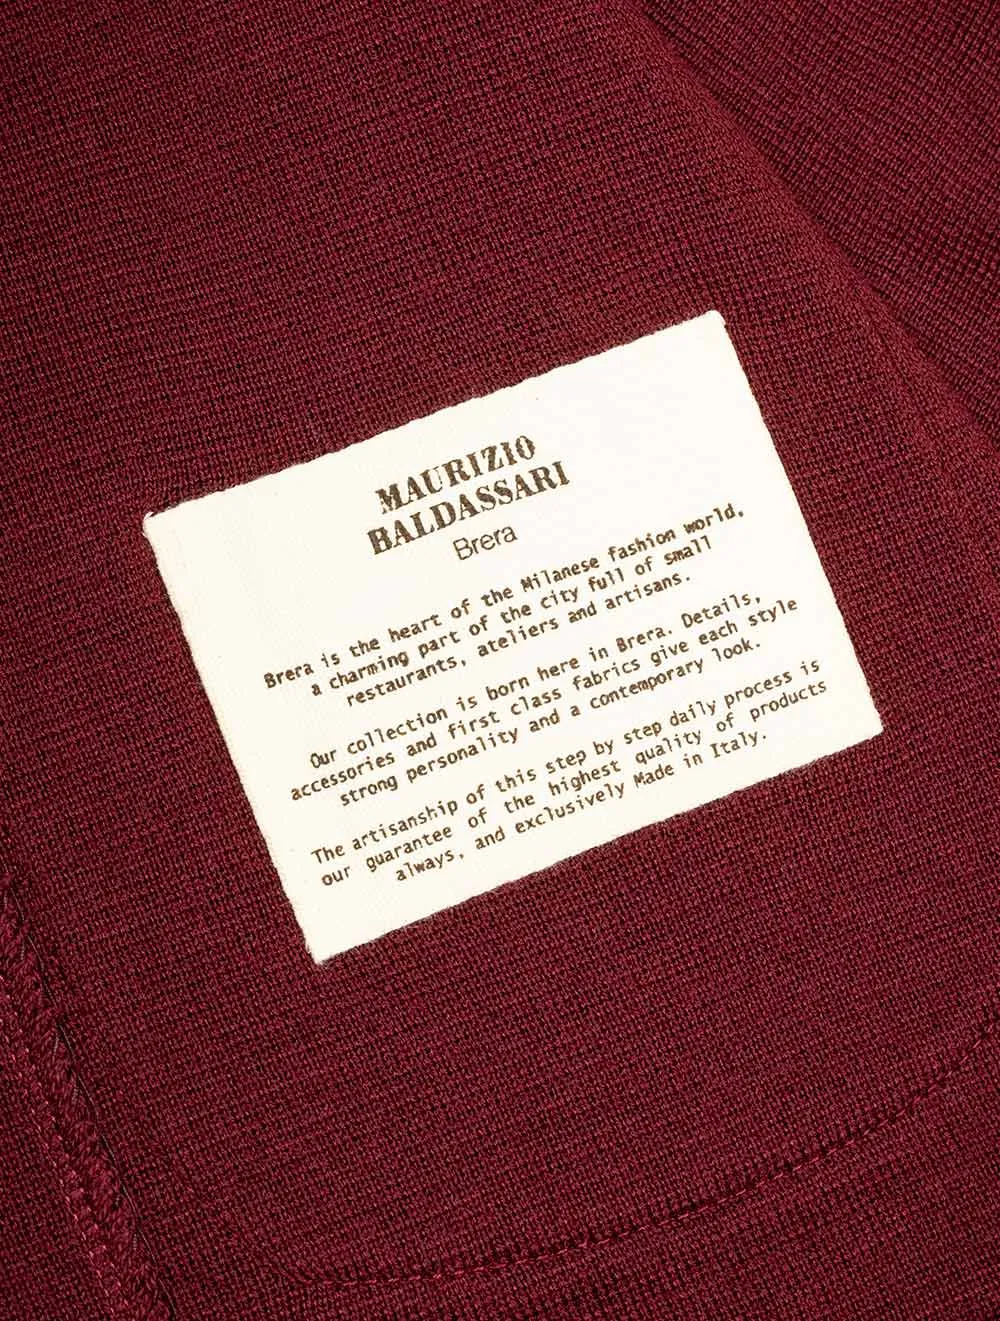 MAURIZIO
BALDASSARI
Brera
Brera is the heart of the Milanese fashion world,
a charming part of the city full of small
restaurants, ateliers and artisans.
Our collection is born here in Brera. Details,
accessories and first class fabrics give each style
strong personality and a contemporary look.
The artisanship of this step by step daily process is
our guarantee of the highest quality of products
always, and exclusively Made in Italy.